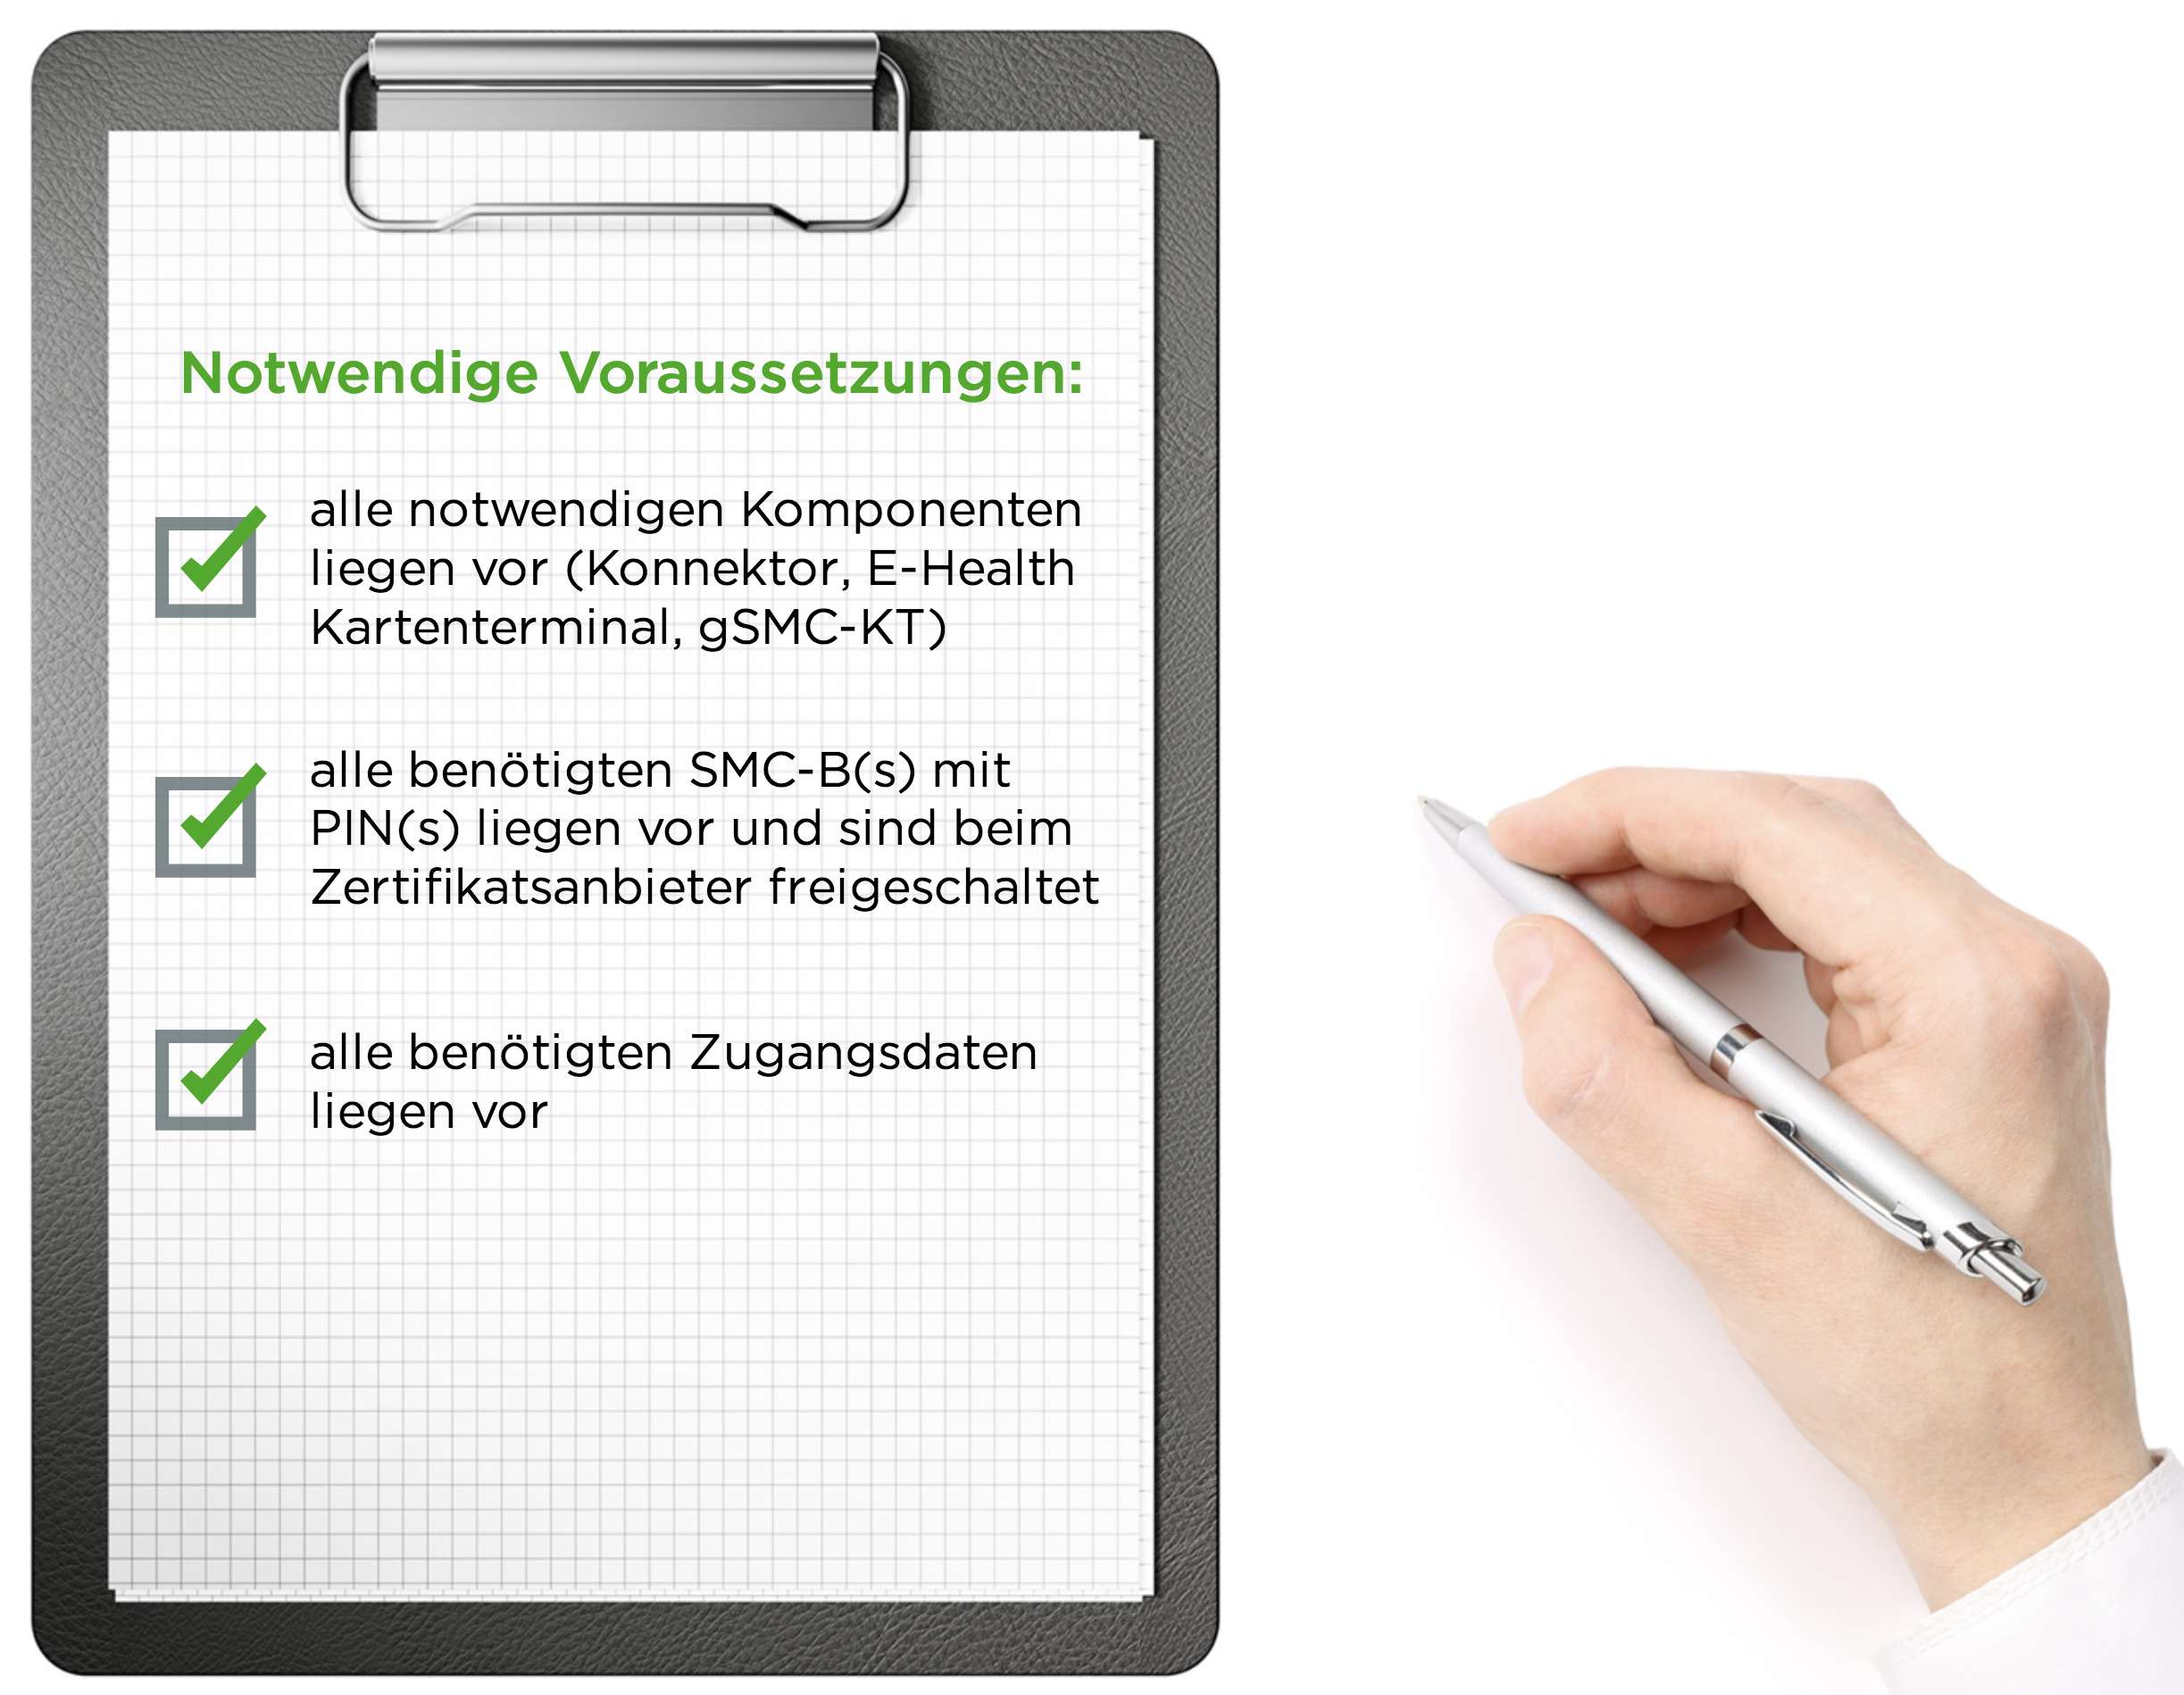 Notwendige Voraussetzungen:
alle notwendigen Komponenten
liegen vor (Konnektor, E-Health
Kartenterminal, gSMC-KT)
alle benötigten SMC-B(s) mit
PIN(s) liegen vor und sind beim
Zertifikatsanbieter freigeschaltet
alle benötigten Zugangsdaten
liegen vor